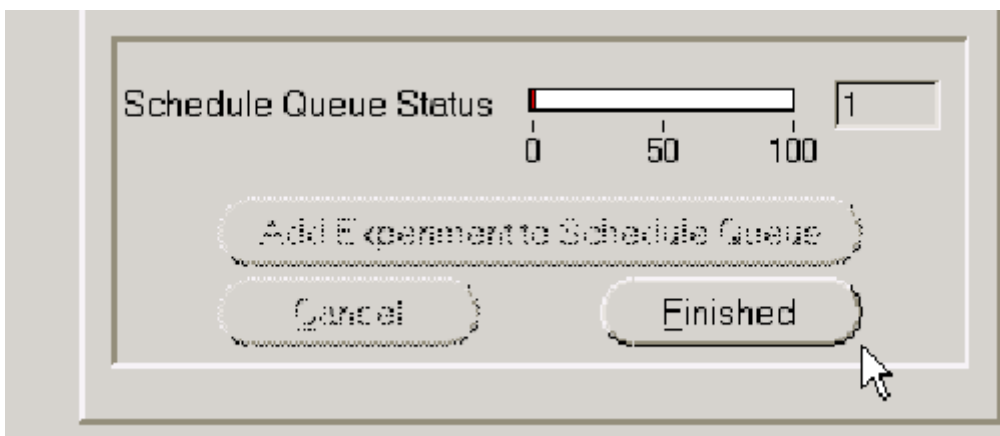 Schedule Queue Status 1
0 50 100
Add Experiment to Schedule Queue
Cancel Finished